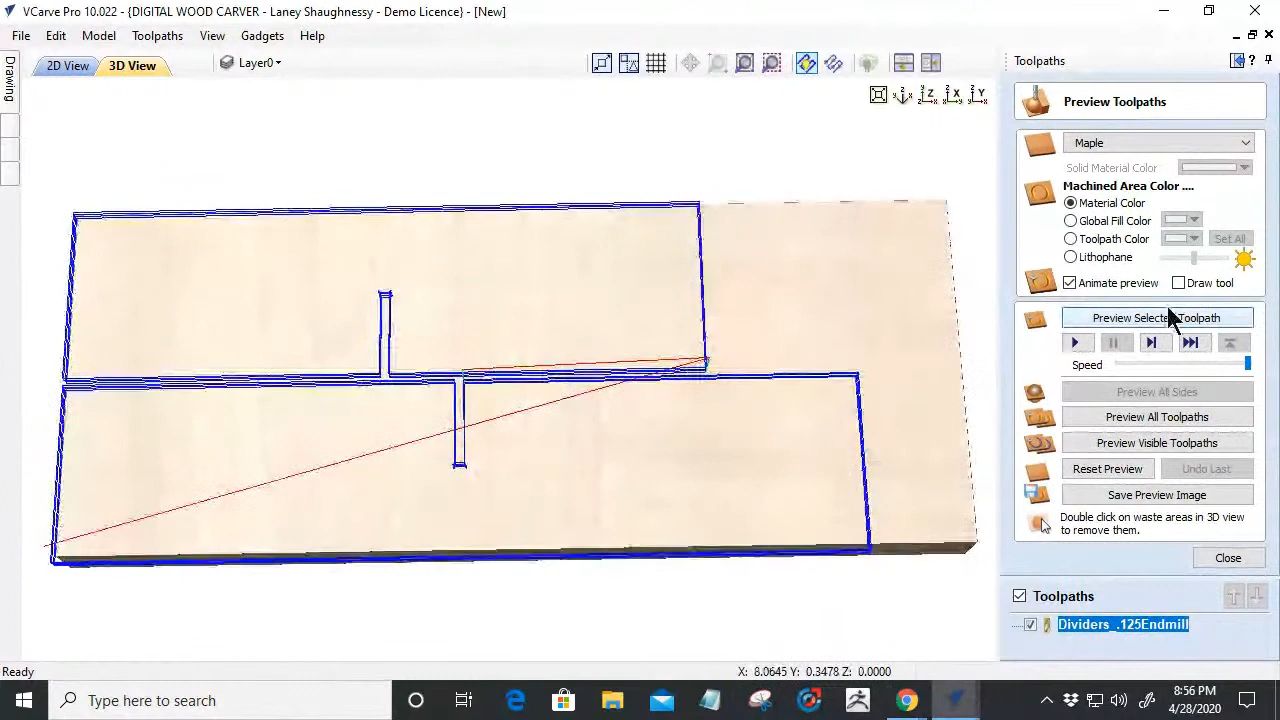 VCarve Pro 10.022 - {DIGITAL WOOD CARVER - Laney Shaughnessy - Demo Licence} - [New]
File Edit Model Toolpaths View Gadgets Help
2D View 3D View Layer0
Drawing
Toolpaths
Preview Toolpaths
Maple
Solid Material Color
Machined Area Color ....
Material Color
Global Fill Color
Toolpath Color Set All
Lithophane
Animate preview Draw tool
Preview Selected Toolpath
Speed
Preview All Sides
Preview All Toolpaths
Preview Visible Toolpaths
Reset Preview Undo Last
Save Preview Image
Double click on waste areas in 3D view
to remove them.
Close
Toolpaths
Dividers_.125Endmill
Ready X: 8.0645 Y: 0.3478 Z: 0.0000
Type here to search
8:56 PM
4/28/2020